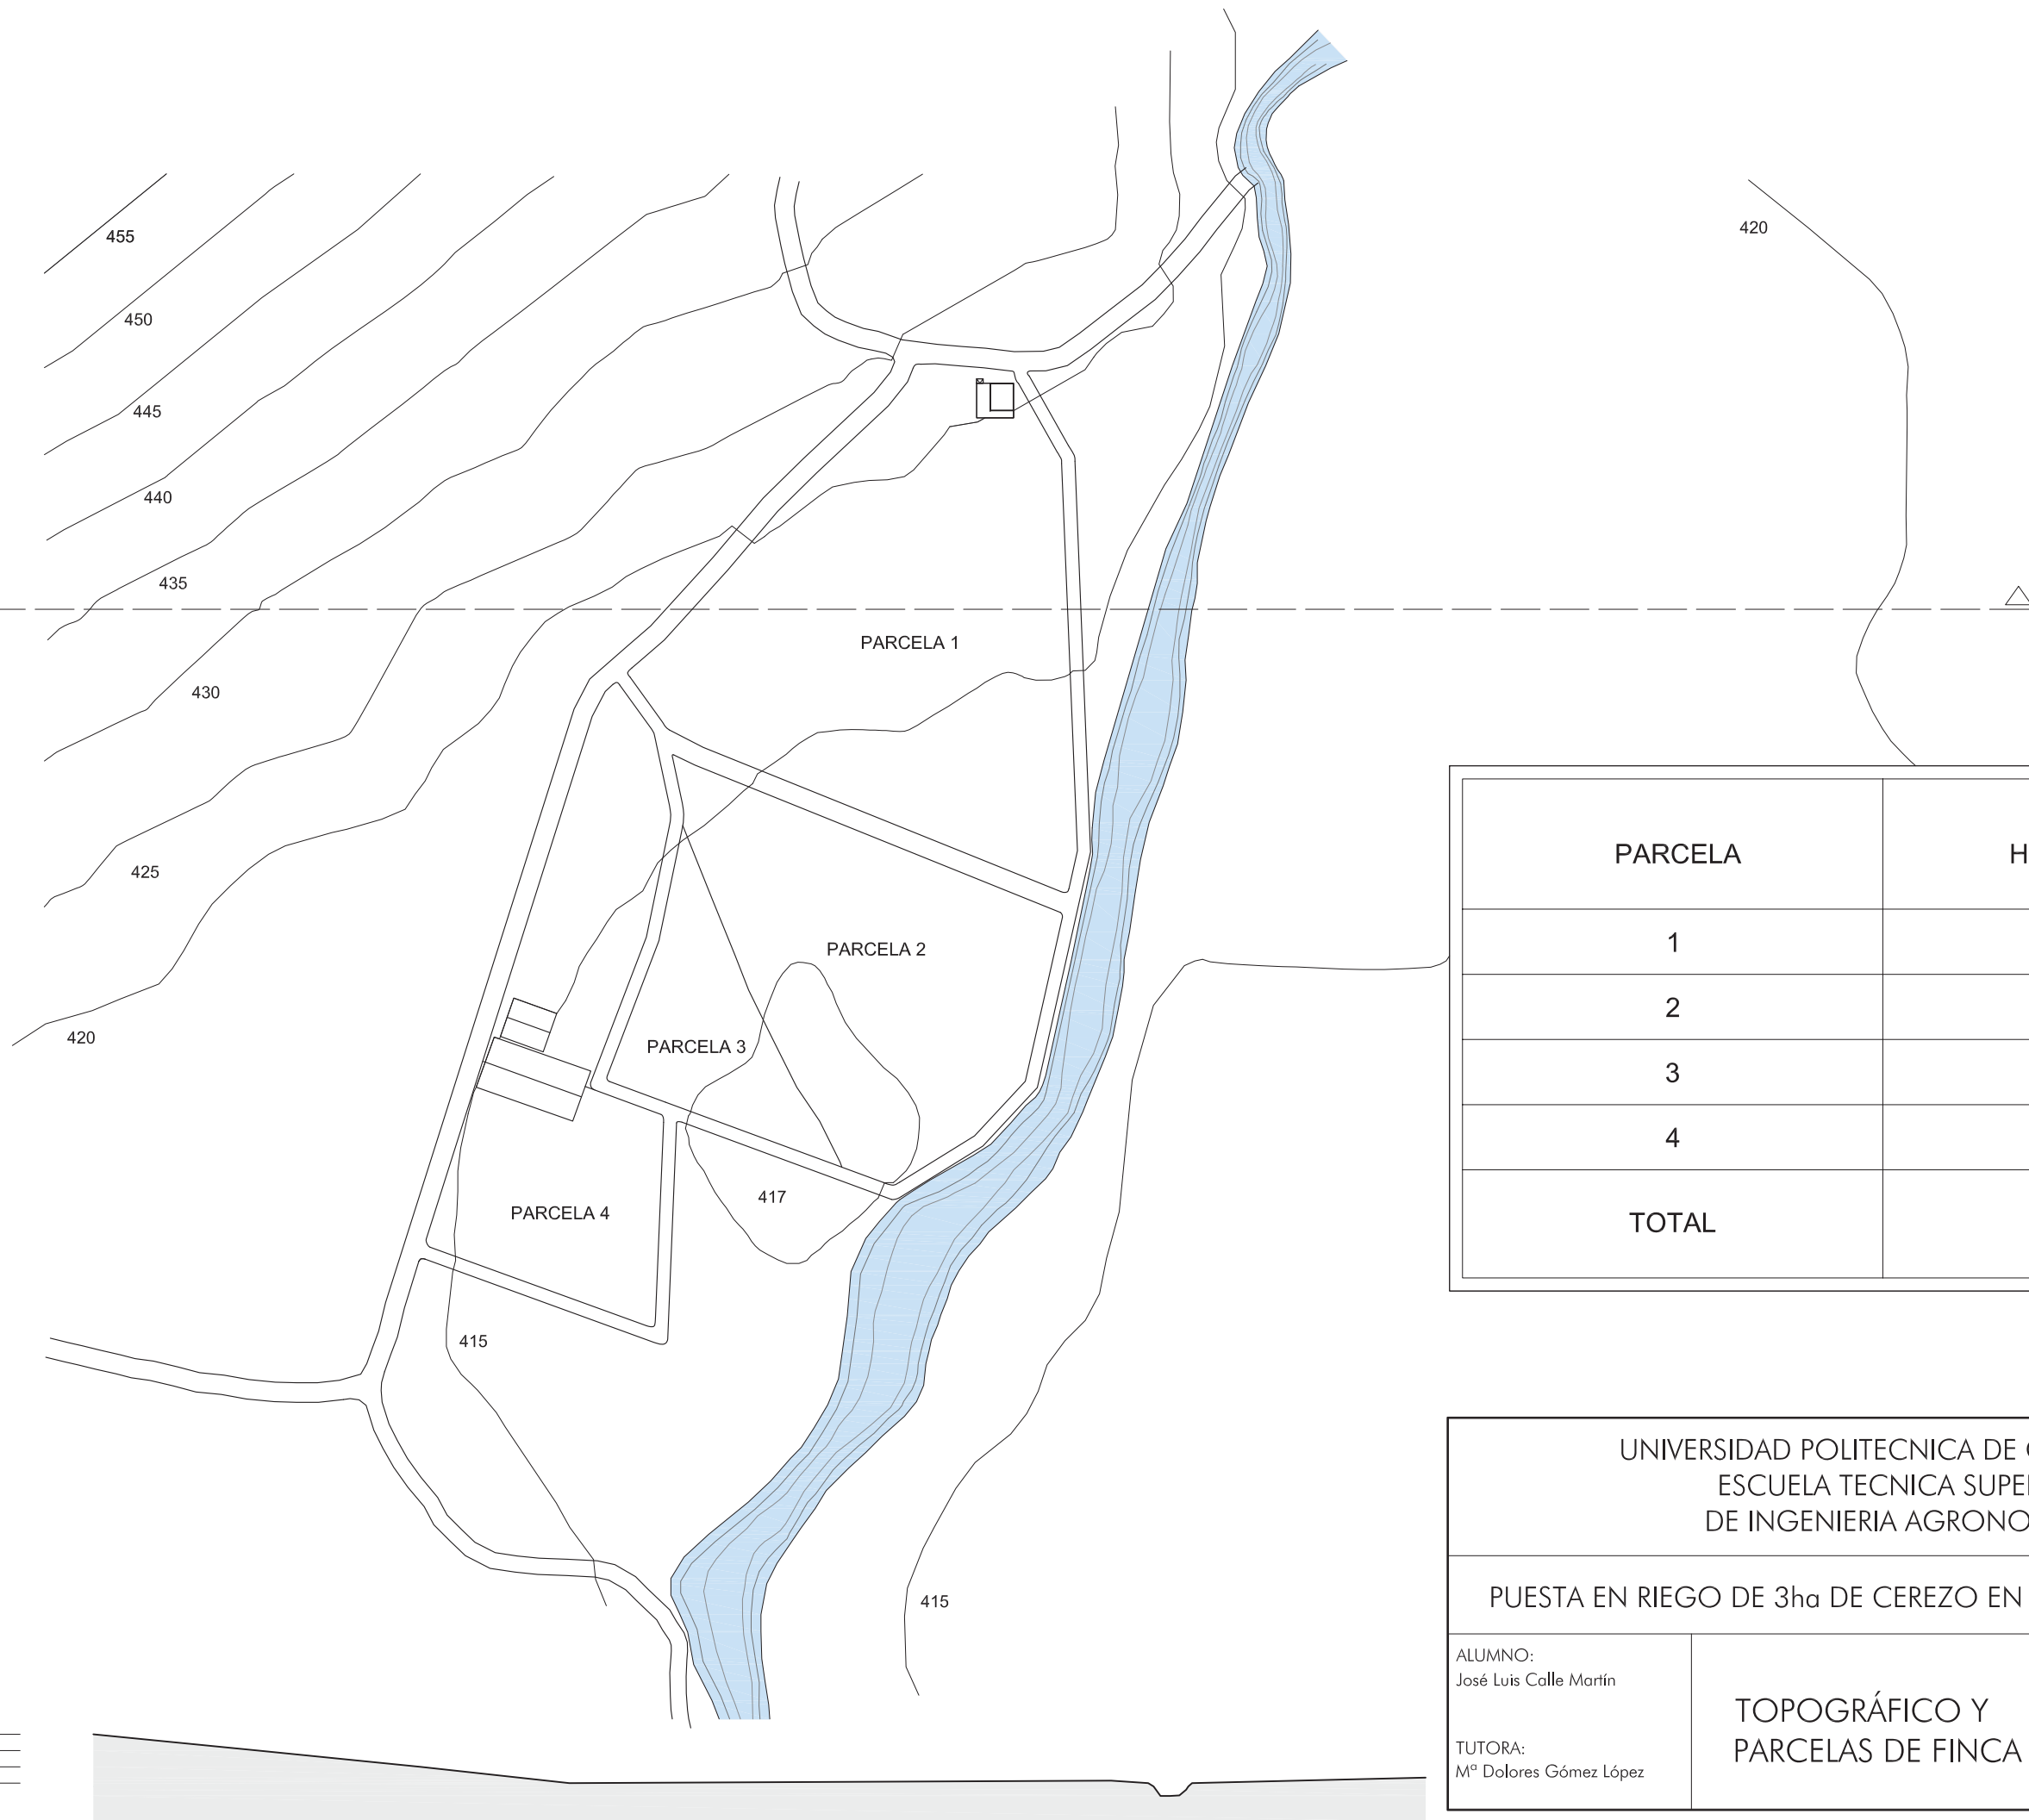 455
450
445
440
435
430
425
420
420
PARCELA 1
PARCELA 2
PARCELA 3
PARCELA 4
417
415
415
PARCELA
H
1
2
3
4
TOTAL
UNIVERSIDAD POLITECNICA DE
ESCUELA TECNICA SUPE
DE INGENIERIA AGRONO
PUESTA EN RIEGO DE 3ha DE CEREZO EN
ALUMNO:
José Luis Calle Martín
TUTORA:
Mª Dolores Gómez López
TOPOGRÁFICO Y
PARCELAS DE FINCA